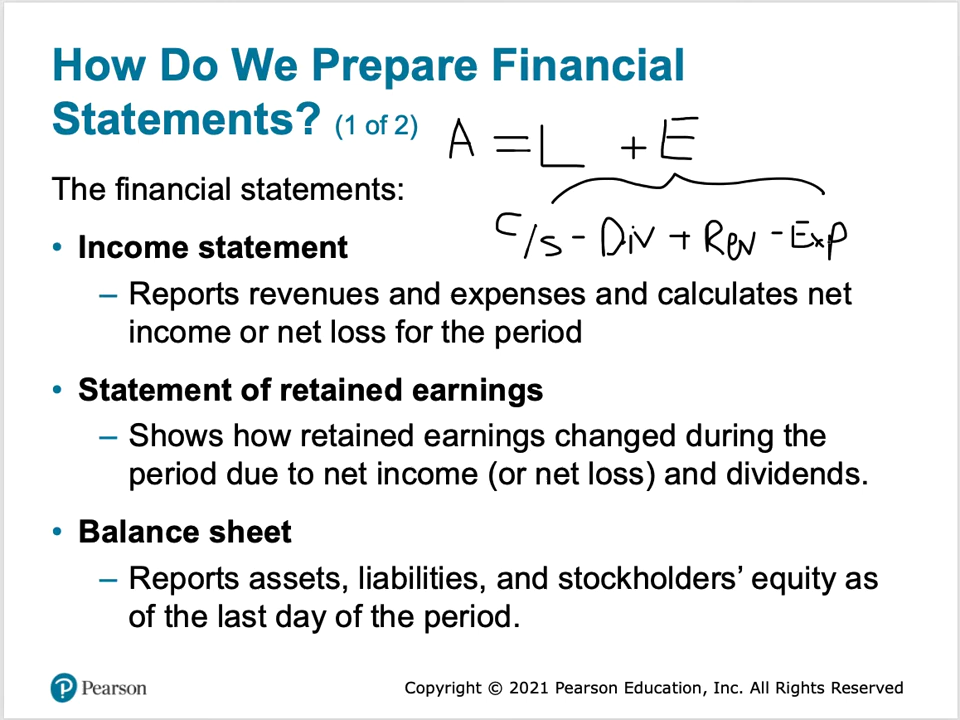 How Do We Prepare Financial
Statements? (1 of 2)
A = L + E
The financial statements:
C/S - Div + Rev - Exp
• Income statement
– Reports revenues and expenses and calculates net
income or net loss for the period
• Statement of retained earnings
– Shows how retained earnings changed during the
period due to net income (or net loss) and dividends.
• Balance sheet
– Reports assets, liabilities, and stockholders’ equity as
of the last day of the period.
P Pearson
Copyright © 2021 Pearson Education, Inc. All Rights Reserved